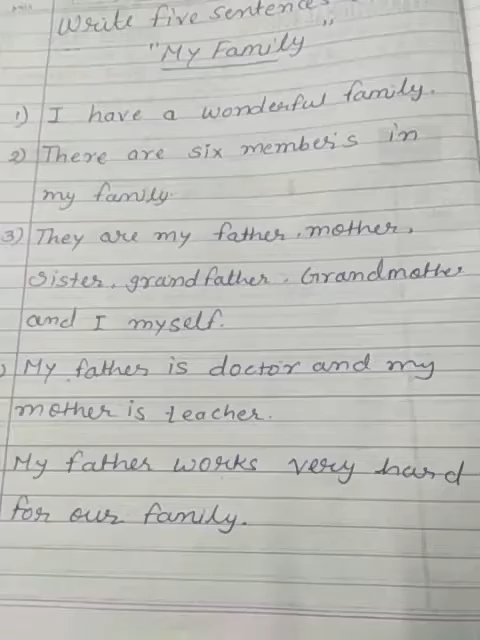 Write five sentences
"My Family"
1) I have a wonderful family.
2) There are six member's in
my family.
3) They are my father, mother,
Sister, grandfather, Grandmother
and I myself.
) My father is doctor and my
mother is teacher.
My father works very hard
for our family.